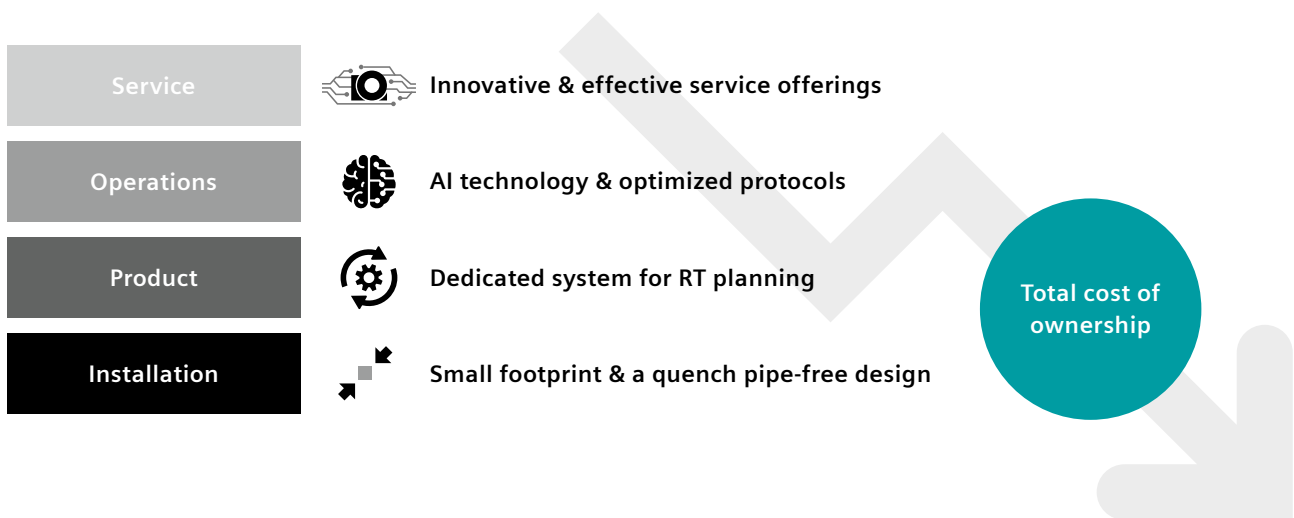 Service
Innovative & effective service offerings
Operations
AI technology & optimized protocols
Product
Dedicated system for RT planning
Installation
Small footprint & a quench pipe-free design
Total cost of
ownership